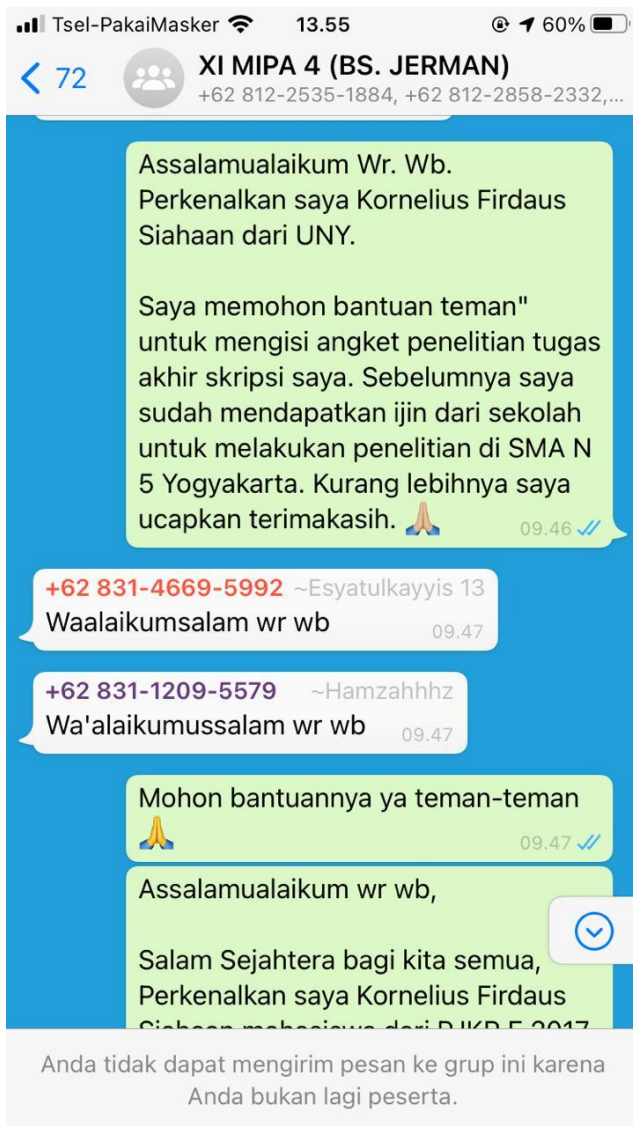 Tsel-PakaiMasker 13.55 60%
72 XI MIPA 4 (BS. JERMAN)
+62 812-2535-1884, +62 812-2858-2332,...
Assalamualaikum Wr. Wb.
Perkenalkan saya Kornelius Firdaus
Siahaan dari UNY.
Saya memohon bantuan teman"
untuk mengisi angket penelitian tugas
akhir skripsi saya. Sebelumnya saya
sudah mendapatkan ijin dari sekolah
untuk melakukan penelitian di SMA N
5 Yogyakarta. Kurang lebihnya saya
ucapkan terimakasih. 🙏🏼 09.46
+62 831-4669-5992 ~Esyatulkayyis 13
Waalaikumsalam wr wb 09.47
+62 831-1209-5579 ~Hamzahhhz
Wa'alaikumussalam wr wb 09.47
Mohon bantuannya ya teman-teman
🙏 09.47
Assalamualaikum wr wb,
Salam Sejahtera bagi kita semua,
Perkenalkan saya Kornelius Firdaus
Siahaan mahasiswa dari PJKR E 2017
Anda tidak dapat mengirim pesan ke grup ini karena
Anda bukan lagi peserta.